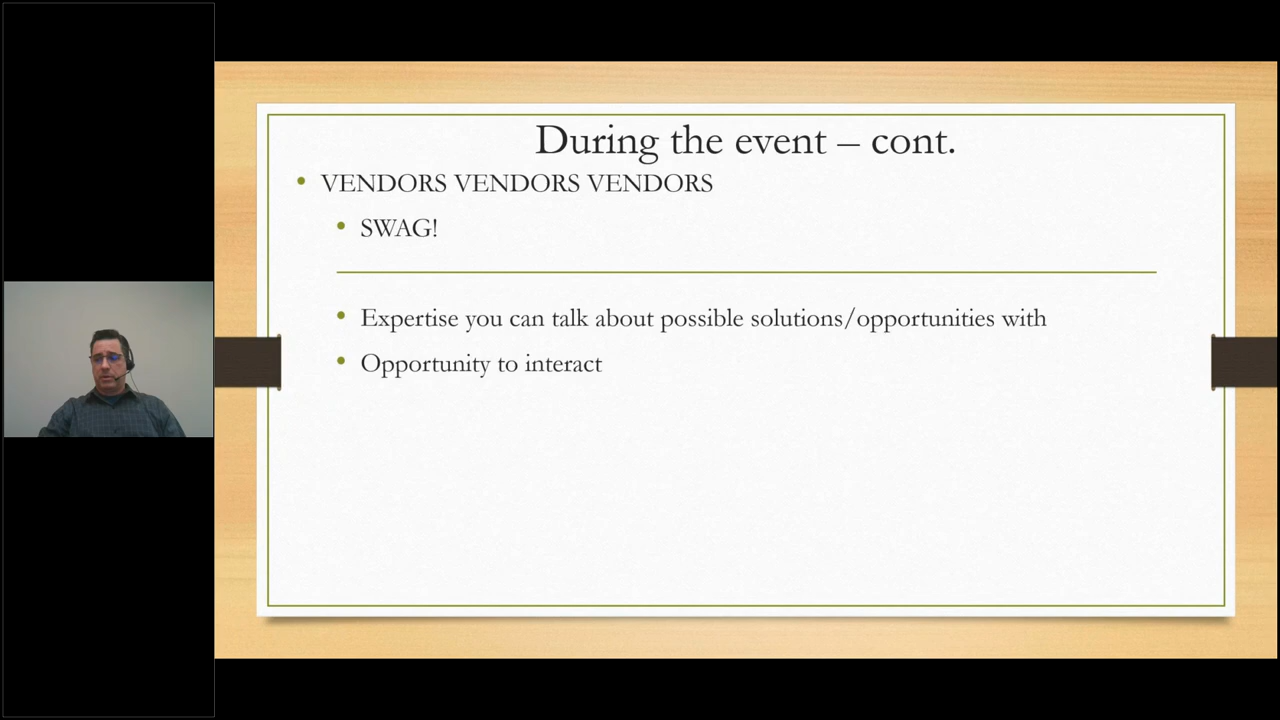 During the event – cont.
VENDORS VENDORS VENDORS
SWAG!
Expertise you can talk about possible solutions/opportunities with
Opportunity to interact